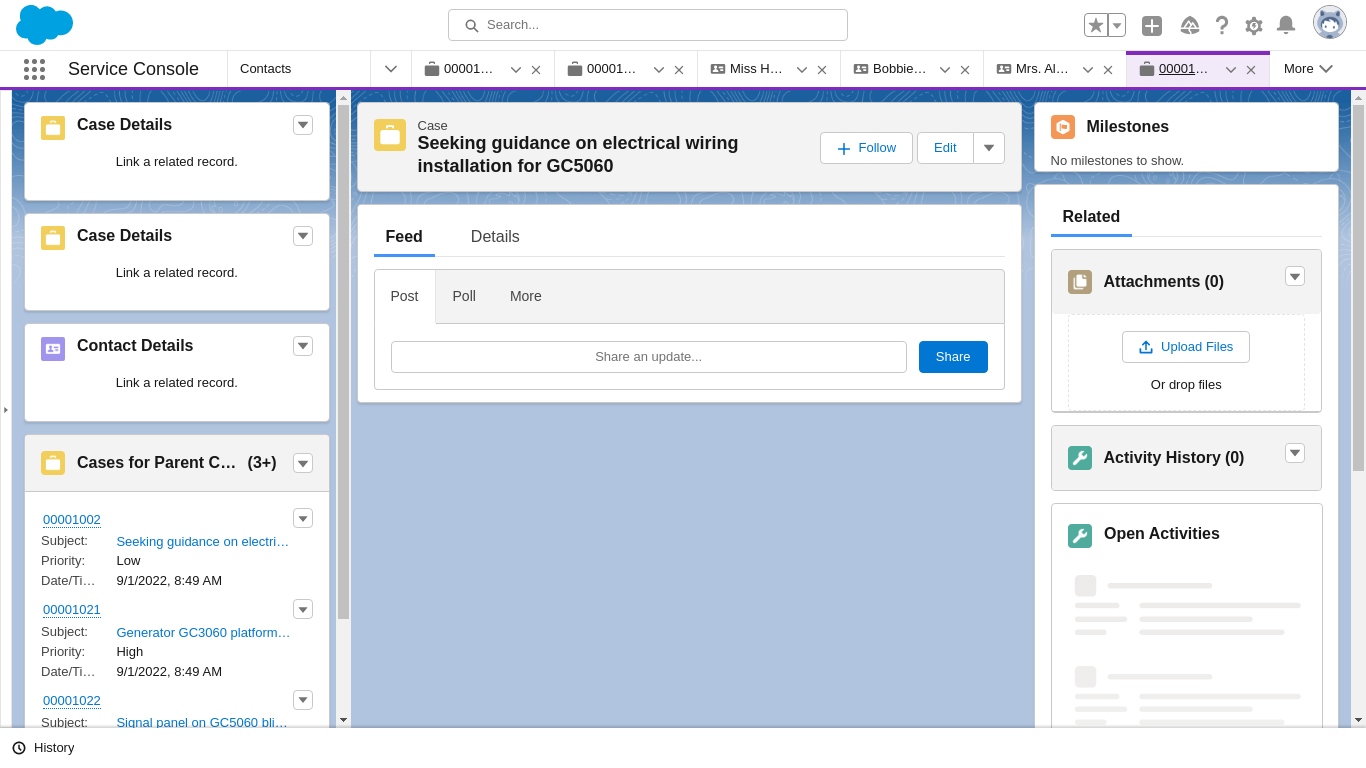 Search...
Service Console
Contacts
00001...
00001...
Miss H...
Bobbie...
Mrs. Al...
00001...
More
Case Details
Link a related record.
Case Details
Link a related record.
Contact Details
Link a related record.
Cases for Parent C... (3+)
00001002
Subject: Seeking guidance on electri...
Priority: Low
Date/Ti... 9/1/2022, 8:49 AM
00001021
Subject: Generator GC3060 platform...
Priority: High
Date/Ti... 9/1/2022, 8:49 AM
00001022
Subject: Signal panel on GC5060 bli...
Case
Seeking guidance on electrical wiring
installation for GC5060
Follow
Edit
Feed
Details
Post
Poll
More
Share an update...
Share
Milestones
No milestones to show.
Related
Attachments (0)
Upload Files
Or drop files
Activity History (0)
Open Activities
History